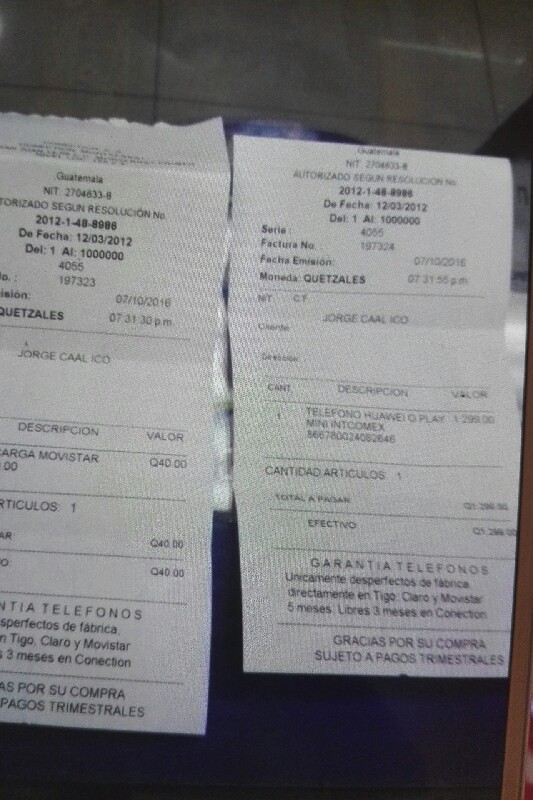 Guatemala
NIT: 2704633-8
TORIZADO SEGUN RESOLUCIÓN No.
2012-1-48-8986
De Fecha: 12/03/2012
Del: 1 Al: 1000000
4055
o. : 197323
isión: 07/10/2016
QUETZALES 07:31:30 p.m.
JORGE CAAL ICO
DESCRIPCION VALOR
ARGA MOVISTAR Q40.00
.00
RTICULOS: 1
AR Q40.00
O: Q40.00
NTIA TELEFONOS
sperfectos de fábrica,
n Tigo, Claro y Movistar
s 3 meses en Conection
AS POR SU COMPRA
PAGOS TRIMESTRALES
Guatemala
NIT: 2704633-8
AUTORIZADO SEGUN RESOLUCIÓN No.
2012-1-48-8986
De Fecha: 12/03/2012
Del: 1 Al: 1000000
Serie : 4055
Factura No. 197324
Fecha Emisión: 07/10/2016
Moneda: QUETZALES 07:31:55 p.m.
NIT: C.F.
Cliente: JORGE CAAL ICO
Dirección:
CANT. DESCRIPCION VALOR
1 TELEFONO HUAWEI G PLAY 1,299.00
MINI INTCOMEX
866780024082646
CANTIDAD ARTICULOS: 1
TOTAL A PAGAR Q1,299.00
EFECTIVO Q1,299.00
GARANTIA TELEFONOS
Unicamente desperfectos de fábrica,
directamente en Tigo, Claro y Movistar
5 meses, Libres 3 meses en Conection
GRACIAS POR SU COMPRA
SUJETO A PAGOS TRIMESTRALES